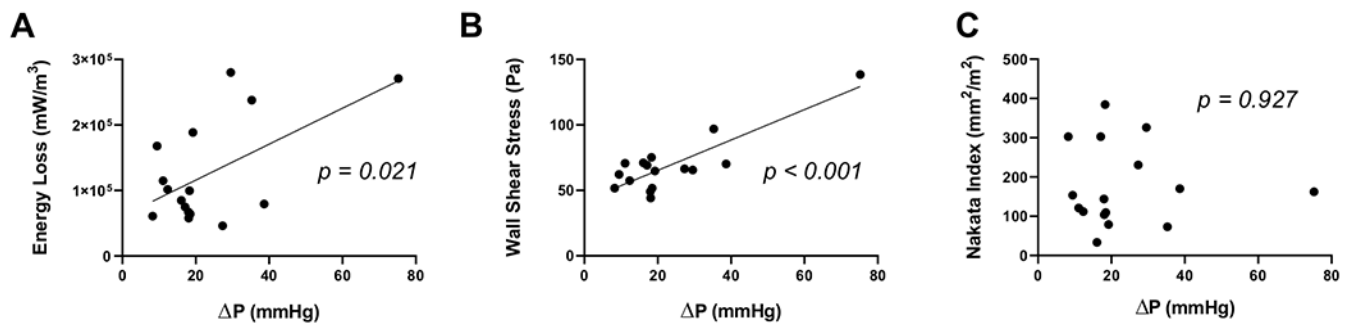 A
Energy Loss (mW/m³)
3×10⁵
2×10⁵
1×10⁵
0
0 20 40 60 80
ΔP (mmHg)
p = 0.021
B
Wall Shear Stress (Pa)
150
100
50
0
0 20 40 60 80
ΔP (mmHg)
p < 0.001
C
Nakata Index (mm²/m²)
500
400
300
200
100
0
0 20 40 60 80
ΔP (mmHg)
p = 0.927